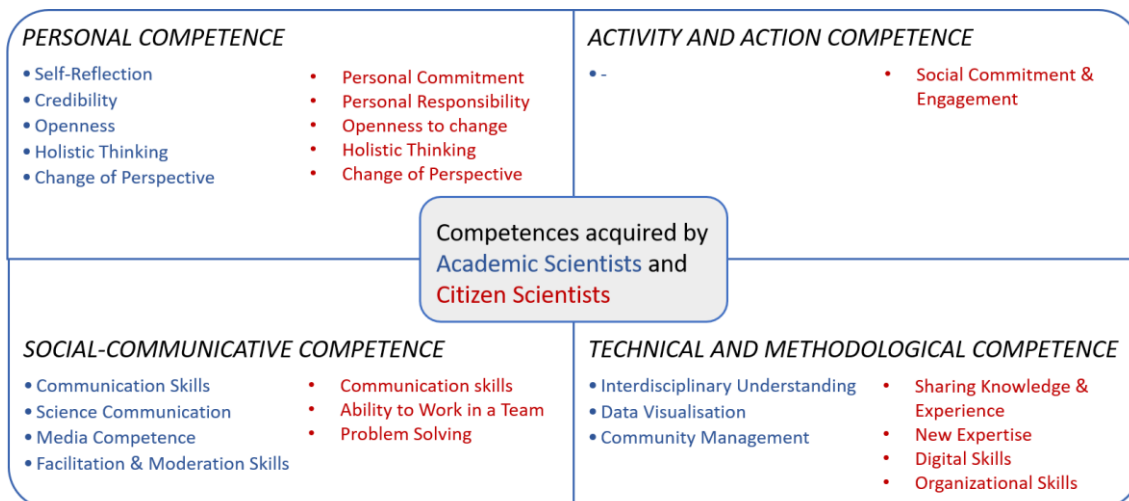 PERSONAL COMPETENCE
• Self-Reflection
• Credibility
• Openness
• Holistic Thinking
• Change of Perspective
• Personal Commitment
• Personal Responsibility
• Openness to change
• Holistic Thinking
• Change of Perspective
ACTIVITY AND ACTION COMPETENCE
• -
• Social Commitment &
Engagement
Competences acquired by
Academic Scientists and
Citizen Scientists
SOCIAL-COMMUNICATIVE COMPETENCE
• Communication Skills
• Science Communication
• Media Competence
• Facilitation & Moderation Skills
• Communication skills
• Ability to Work in a Team
• Problem Solving
TECHNICAL AND METHODOLOGICAL COMPETENCE
• Interdisciplinary Understanding
• Data Visualisation
• Community Management
• Sharing Knowledge &
Experience
• New Expertise
• Digital Skills
• Organizational Skills